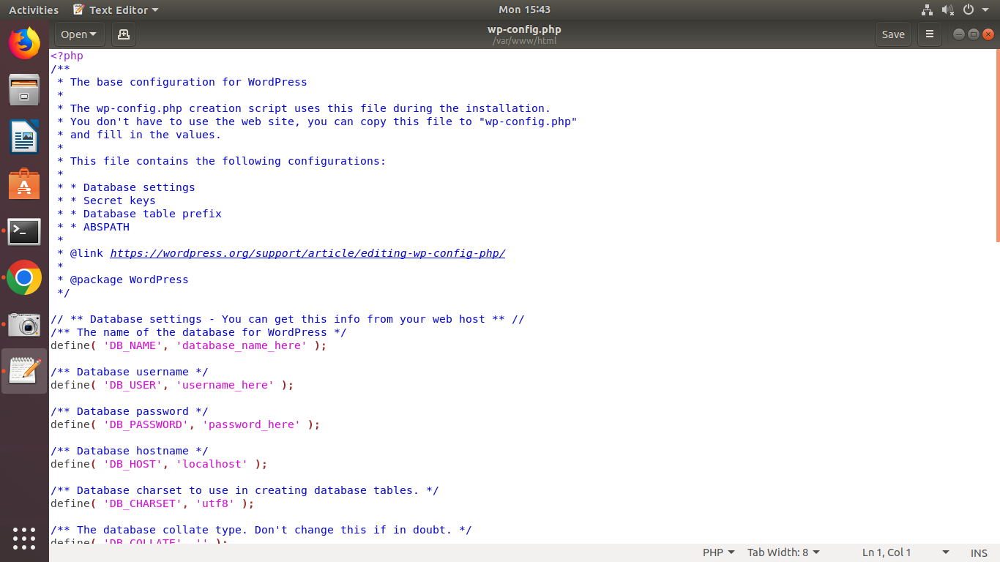 Activities Text Editor Mon 15:43
Open wp-config.php Save
/var/www/html
<?php
/**
 * The base configuration for WordPress
 *
 * The wp-config.php creation script uses this file during the installation.
 * You don't have to use the web site, you can copy this file to "wp-config.php"
 * and fill in the values.
 *
 * This file contains the following configurations:
 *
 * * Database settings
 * * Secret keys
 * * Database table prefix
 * * ABSPATH
 *
 * @link https://wordpress.org/support/article/editing-wp-config-php/
 *
 * @package WordPress
 */
// ** Database settings - You can get this info from your web host ** //
/** The name of the database for WordPress */
define( 'DB_NAME', 'database_name_here' );
/** Database username */
define( 'DB_USER', 'username_here' );
/** Database password */
define( 'DB_PASSWORD', 'password_here' );
/** Database hostname */
define( 'DB_HOST', 'localhost' );
/** Database charset to use in creating database tables. */
define( 'DB_CHARSET', 'utf8' );
/** The database collate type. Don't change this if in doubt. */
define( 'DB_COLLATE', '' );
PHP Tab Width: 8 Ln 1, Col 1 INS